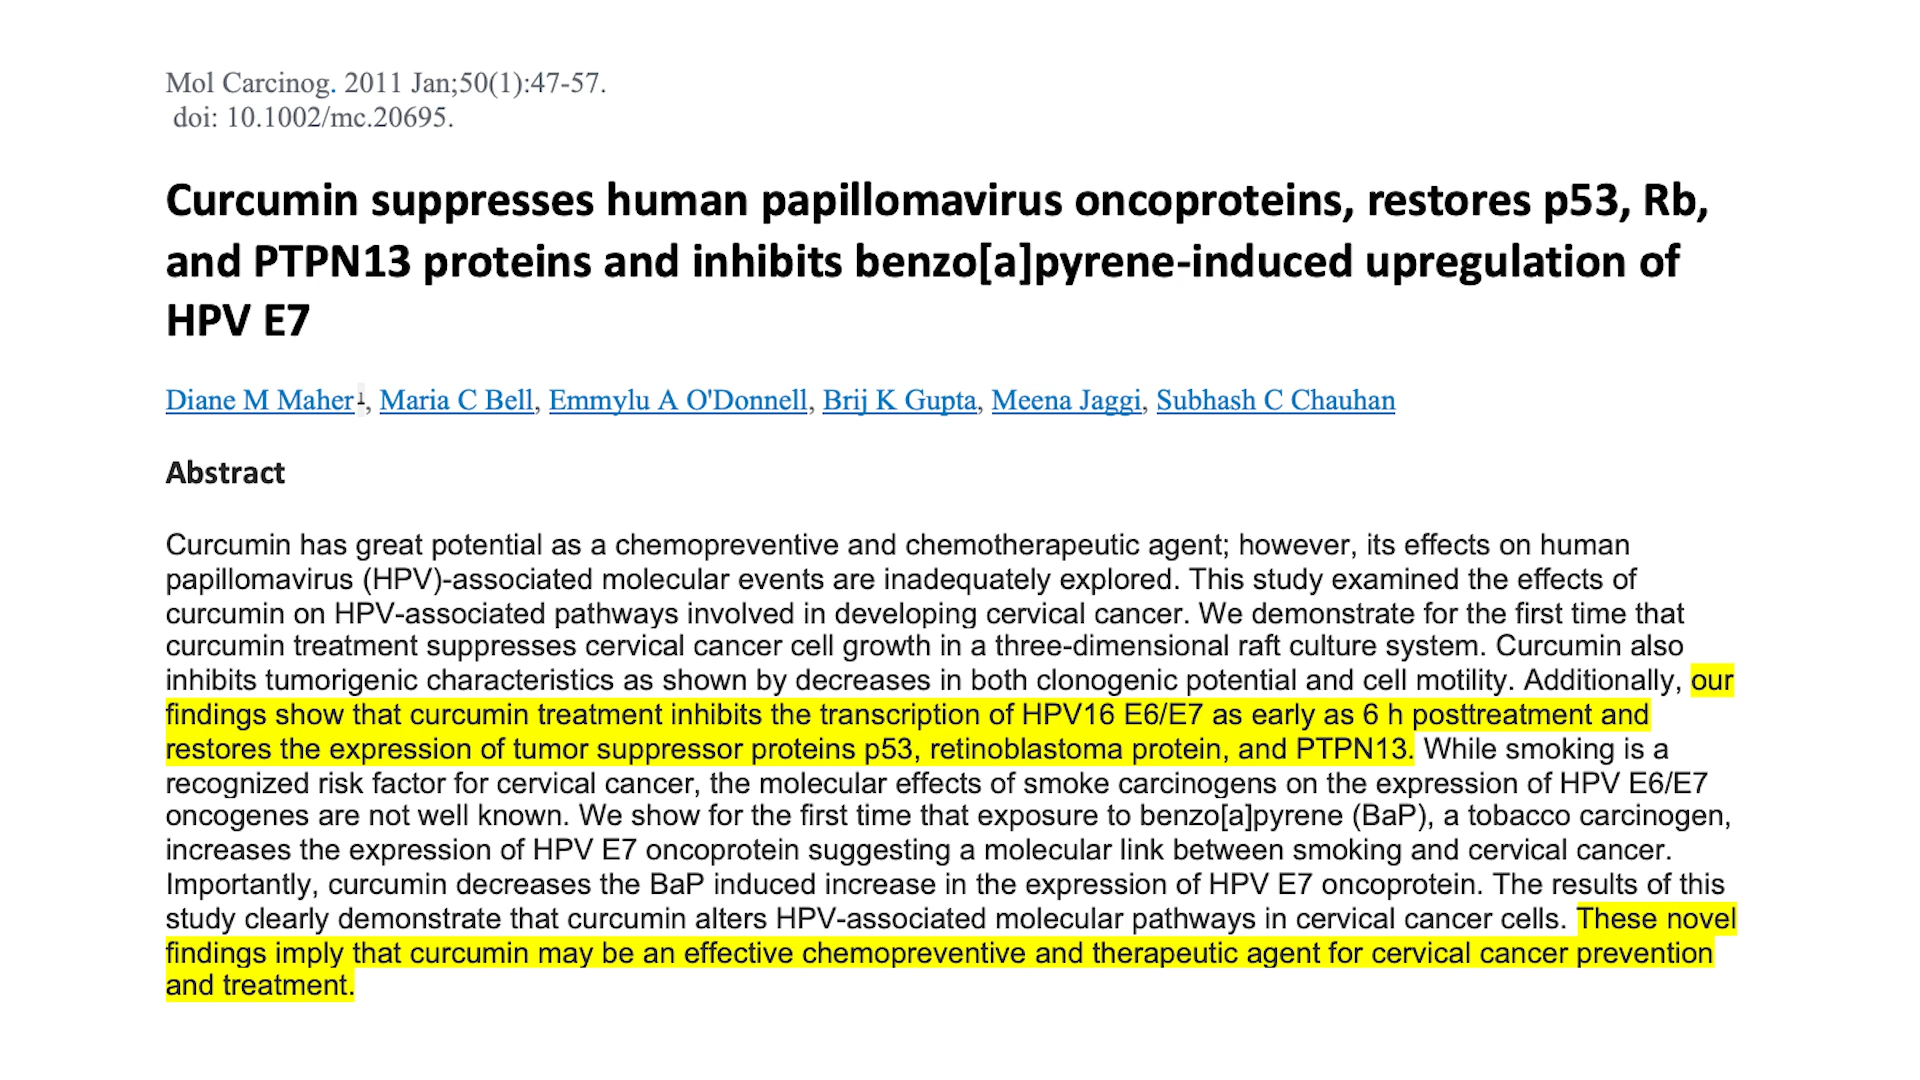 Mol Carcinog. 2011 Jan;50(1):47-57.
doi: 10.1002/mc.20695.
Curcumin suppresses human papillomavirus oncoproteins, restores p53, Rb,
and PTPN13 proteins and inhibits benzo[a]pyrene-induced upregulation of
HPV E7
Diane M Maher 1, Maria C Bell, Emmylu A O'Donnell, Brij K Gupta, Meena Jaggi, Subhash C Chauhan
Abstract
Curcumin has great potential as a chemopreventive and chemotherapeutic agent; however, its effects on human
papillomavirus (HPV)-associated molecular events are inadequately explored. This study examined the effects of
curcumin on HPV-associated pathways involved in developing cervical cancer. We demonstrate for the first time that
curcumin treatment suppresses cervical cancer cell growth in a three-dimensional raft culture system. Curcumin also
inhibits tumorigenic characteristics as shown by decreases in both clonogenic potential and cell motility. Additionally, our
findings show that curcumin treatment inhibits the transcription of HPV16 E6/E7 as early as 6 h posttreatment and
restores the expression of tumor suppressor proteins p53, retinoblastoma protein, and PTPN13. While smoking is a
recognized risk factor for cervical cancer, the molecular effects of smoke carcinogens on the expression of HPV E6/E7
oncogenes are not well known. We show for the first time that exposure to benzo[a]pyrene (BaP), a tobacco carcinogen,
increases the expression of HPV E7 oncoprotein suggesting a molecular link between smoking and cervical cancer.
Importantly, curcumin decreases the BaP induced increase in the expression of HPV E7 oncoprotein. The results of this
study clearly demonstrate that curcumin alters HPV-associated molecular pathways in cervical cancer cells. These novel
findings imply that curcumin may be an effective chemopreventive and therapeutic agent for cervical cancer prevention
and treatment.